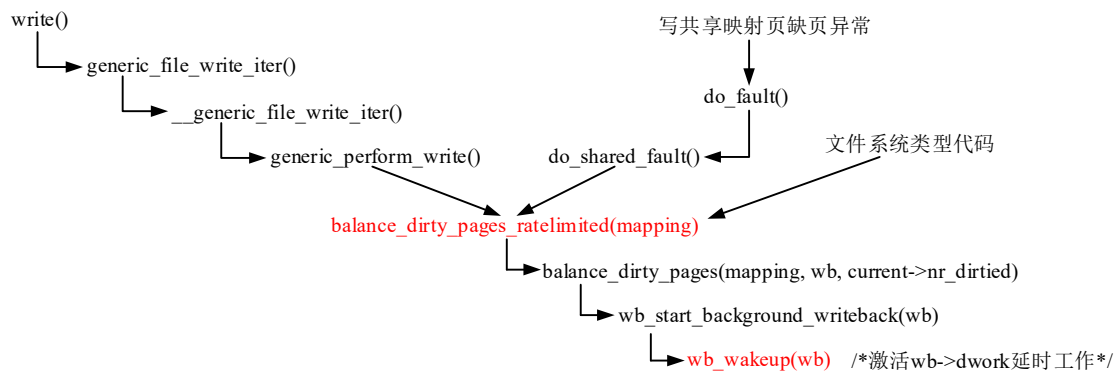 write()
写共享映射页缺页异常
generic_file_write_iter()
do_fault()
__generic_file_write_iter()
文件系统类型代码
generic_perform_write()
do_shared_fault()
balance_dirty_pages_ratelimited(mapping)
balance_dirty_pages(mapping, wb, current->nr_dirtied)
wb_start_background_writeback(wb)
wb_wakeup(wb) /*激活wb->dwork延时工作*/